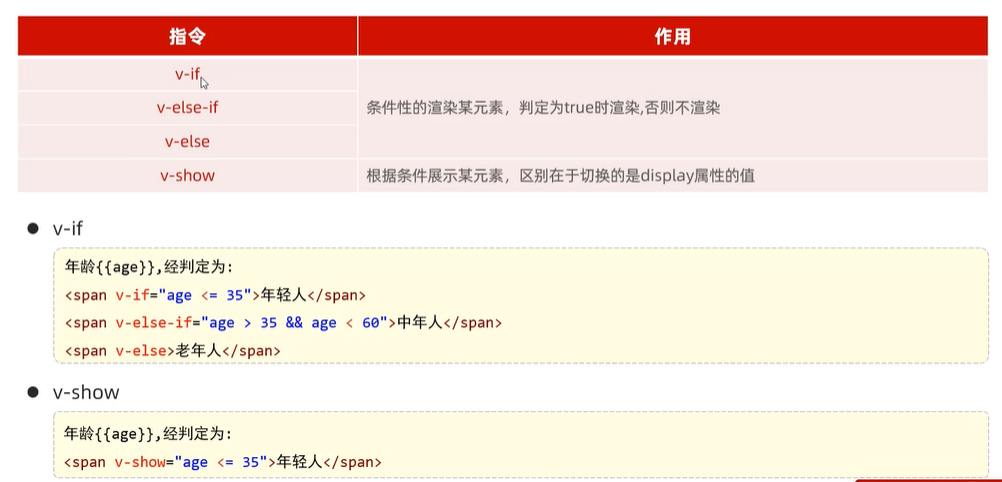 指令 作用
v-if
v-else-if 条件性的渲染某元素，判定为true时渲染,否则不渲染
v-else
v-show 根据条件展示某元素，区别在于切换的是display属性的值
v-if
年龄{{age}},经判定为:
<span v-if="age <= 35">年轻人</span>
<span v-else-if="age > 35 && age < 60">中年人</span>
<span v-else>老年人</span>
v-show
年龄{{age}},经判定为:
<span v-show="age <= 35">年轻人</span>